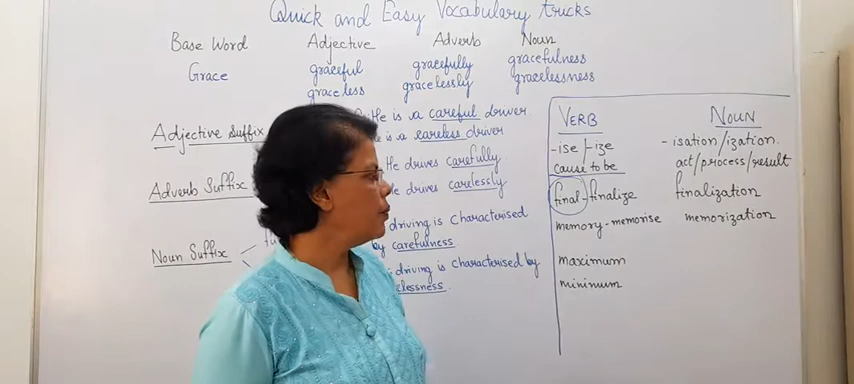 Quick and Easy Vocabulary tricks
Base Word Adjective Adverb Noun
Grace graceful gracefully gracefulness
graceless gracelessly gracelessness
Adjective Suffix
He is a careful driver
is a careless driver
Adverb Suffix
He drives carefully
He drives carelessly
Noun Suffix
driving is characterised
by carefulness
driving is characterised by
elessness.
VERB NOUN
-ise/-ize -isation/ization.
cause to be act/process/result
final-finalize finalization
memory-memorise memorization
maximum
minimum